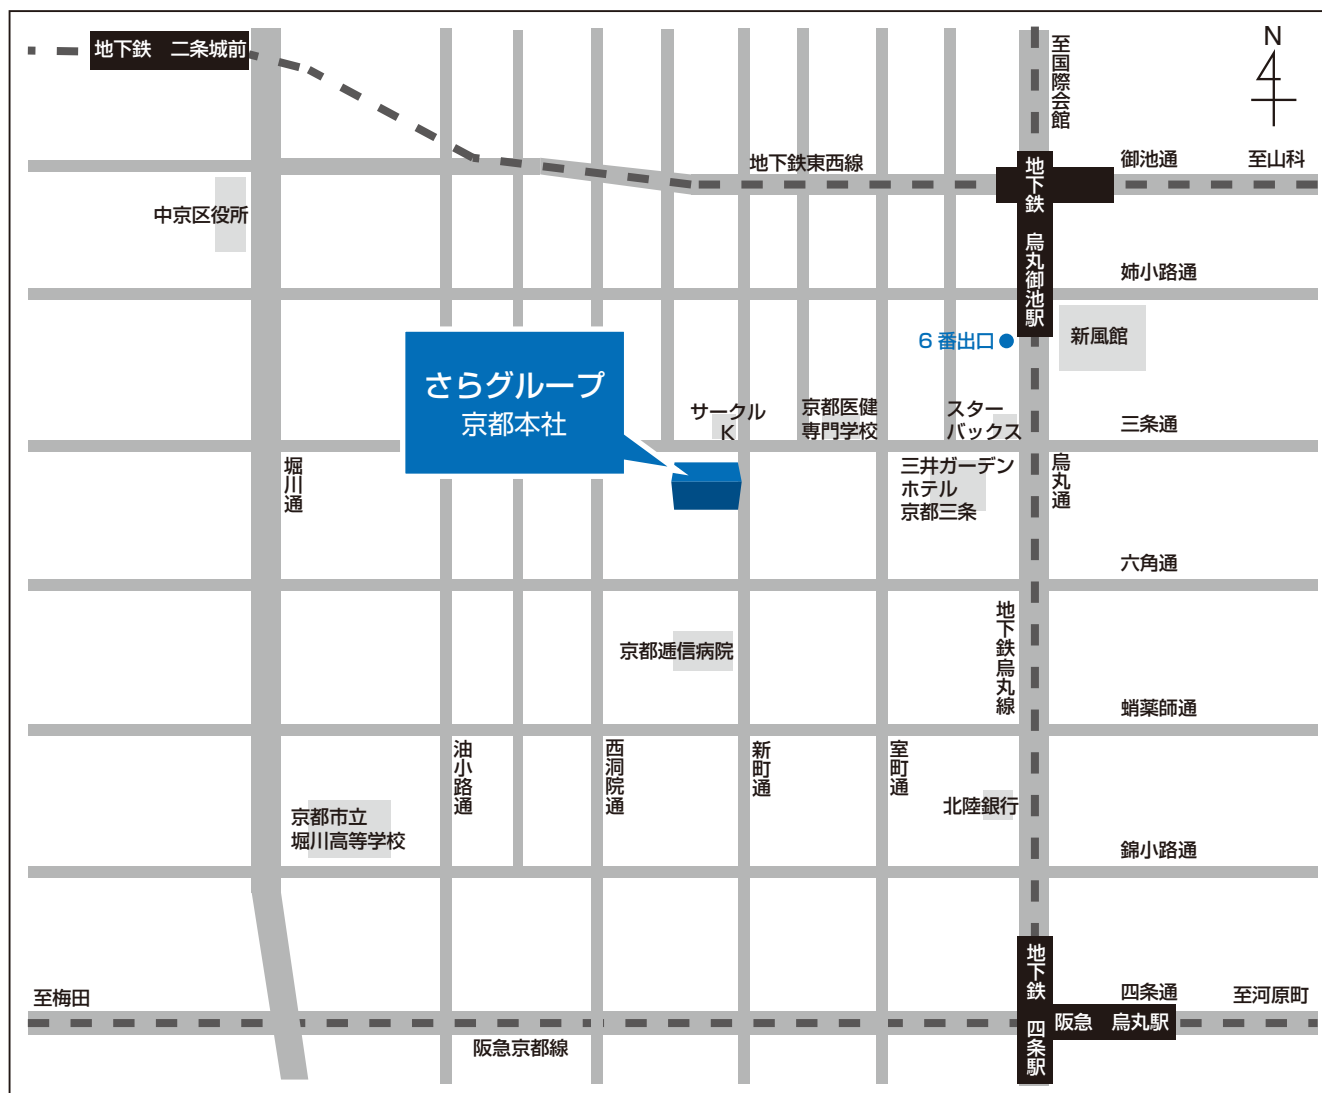 地下鉄　二条城前
至国際会館
N
地下鉄東西線
御池通
至山科
地下鉄　烏丸御池駅
中京区役所
姉小路通
6 番出口
新風館
さらグループ
京都本社
サークル
K
京都医健
専門学校
スター
バックス
三条通
堀川通
三井ガーデン
ホテル
京都三条
烏丸通
六角通
地下鉄烏丸線
京都逓信病院
蛸薬師通
油小路通
西洞院通
新町通
室町通
北陸銀行
京都市立
堀川高等学校
錦小路通
地下鉄　四条駅
至梅田
四条通
至河原町
阪急　烏丸駅
阪急京都線